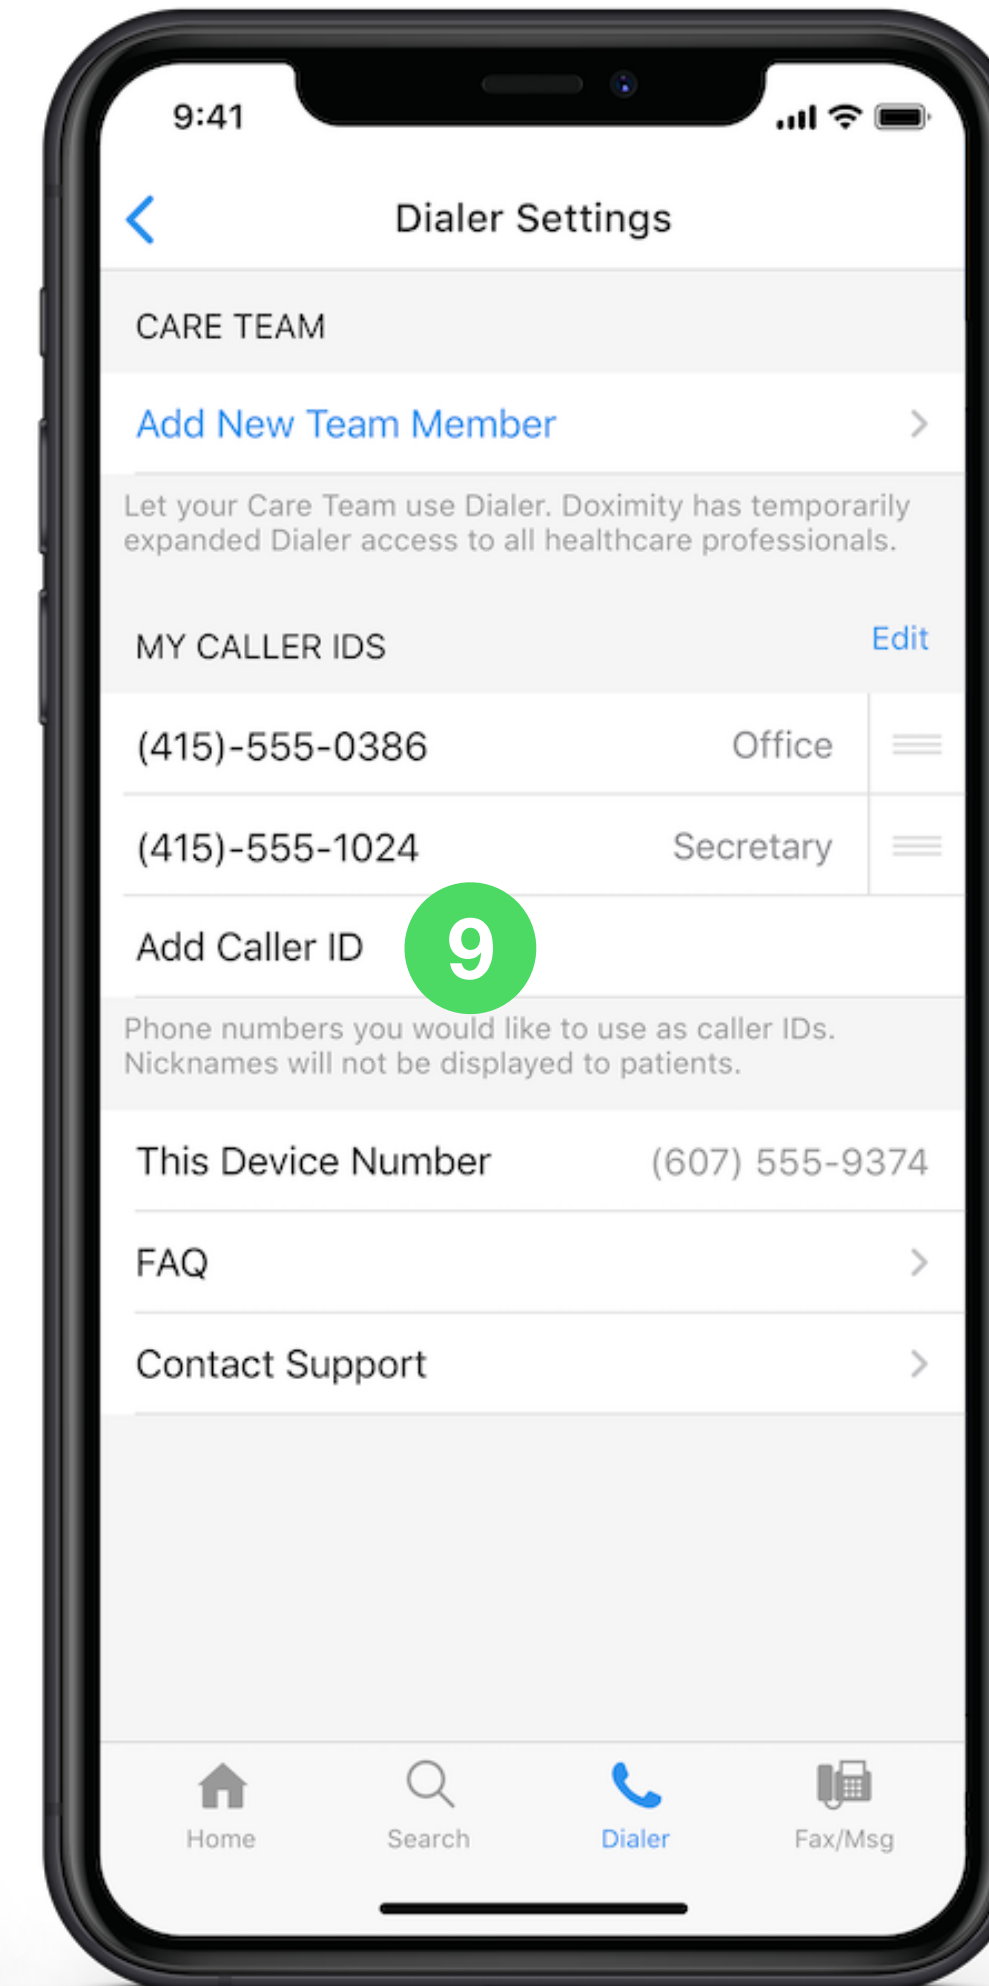 9:41
Dialer Settings
CARE TEAM
Add New Team Member
Let your Care Team use Dialer. Doximity has temporarily
expanded Dialer access to all healthcare professionals.
MY CALLER IDS Edit
(415)-555-0386 Office
(415)-555-1024 Secretary
Add Caller ID 9
Phone numbers you would like to use as caller IDs.
Nicknames will not be displayed to patients.
This Device Number (607) 555-9374
FAQ
Contact Support
Home Search Dialer Fax/Msg